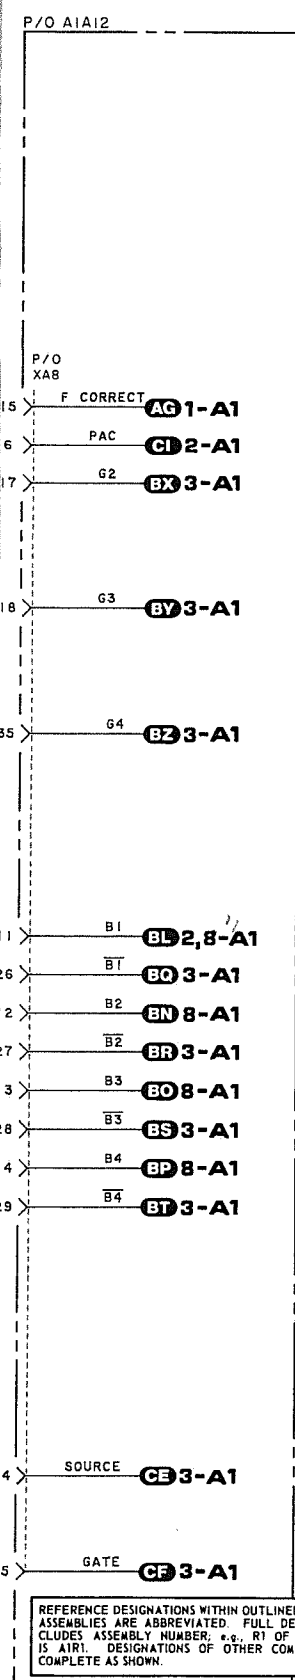 P/O A1A12
P/O
XA8
15 F CORRECT AG 1-A1
6 PAC CI 2-A1
17 G2 BX 3-A1
18 G3 BY 3-A1
35 G4 BZ 3-A1
11 B1 BL 2,8-A1
26 B1 BQ 3-A1
2 B2 BN 8-A1
27 B2 BR 3-A1
3 B3 BO 8-A1
28 B3 BS 3-A1
4 B4 BP 8-A1
29 B4 BT 3-A1
4 SOURCE CE 3-A1
5 GATE CF 3-A1
REFERENCE DESIGNATIONS WITHIN OUTLINE
ASSEMBLIES ARE ABBREVIATED. FULL DE
CLUDES ASSEMBLY NUMBER; e.g., R1 OF
IS A1R1. DESIGNATIONS OF OTHER COM
COMPLETE AS SHOWN.